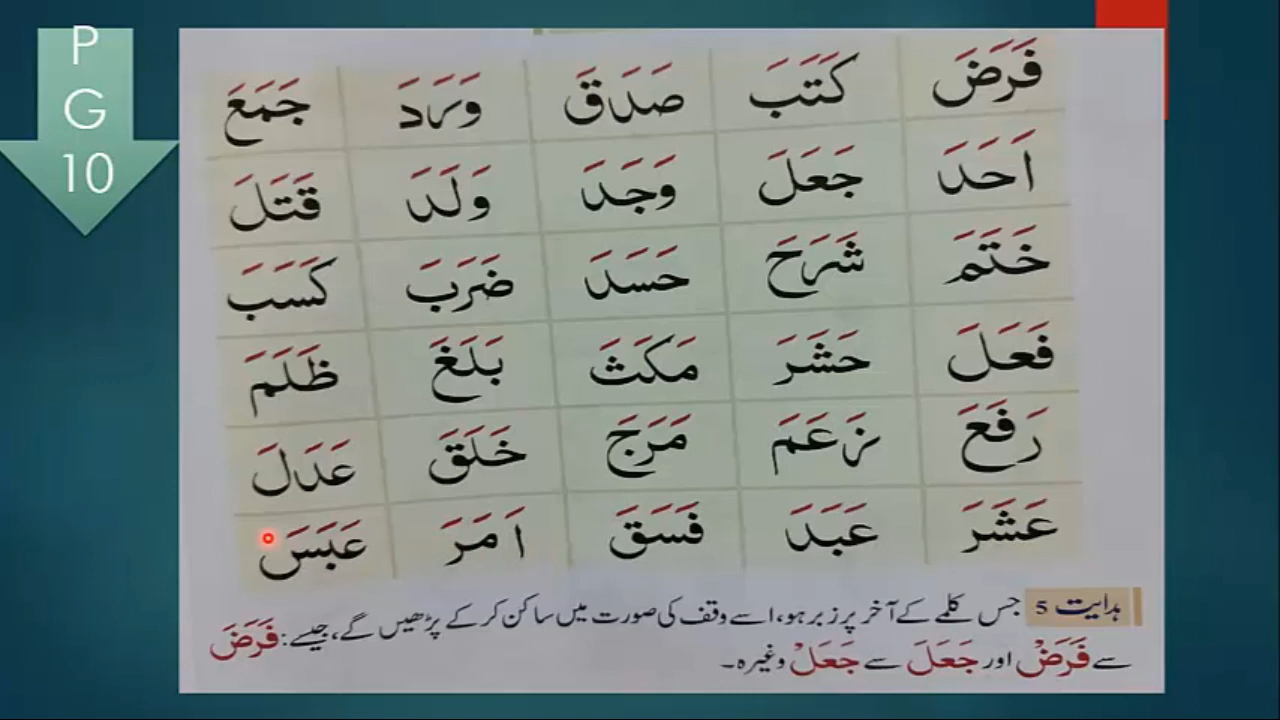 PG 10
فَرَضَ كَتَبَ صَدَقَ وَرَدَ جَمَعَ
اَحَدَ جَعَلَ وَجَدَ وَلَدَ قَتَلَ
خَتَمَ شَرَحَ حَسَدَ ضَرَبَ كَسَبَ
فَعَلَ حَشَرَ مَكَثَ بَلَغَ ظَلَمَ
رَفَعَ زَعَمَ مَرَجَ خَلَقَ عَدَلَ
عَشَرَ عَبَدَ فَسَقَ اَمَرَ عَبَسَ
ہدایت 5 جس کلمے کے آخر پر زبر ہو، اسے وقف کی صورت میں ساکن کر کے پڑھیں گے، جیسے: فَرَضَ
سے فَرَضْ اور جَعَلَ سے جَعَلْ وغیرہ۔